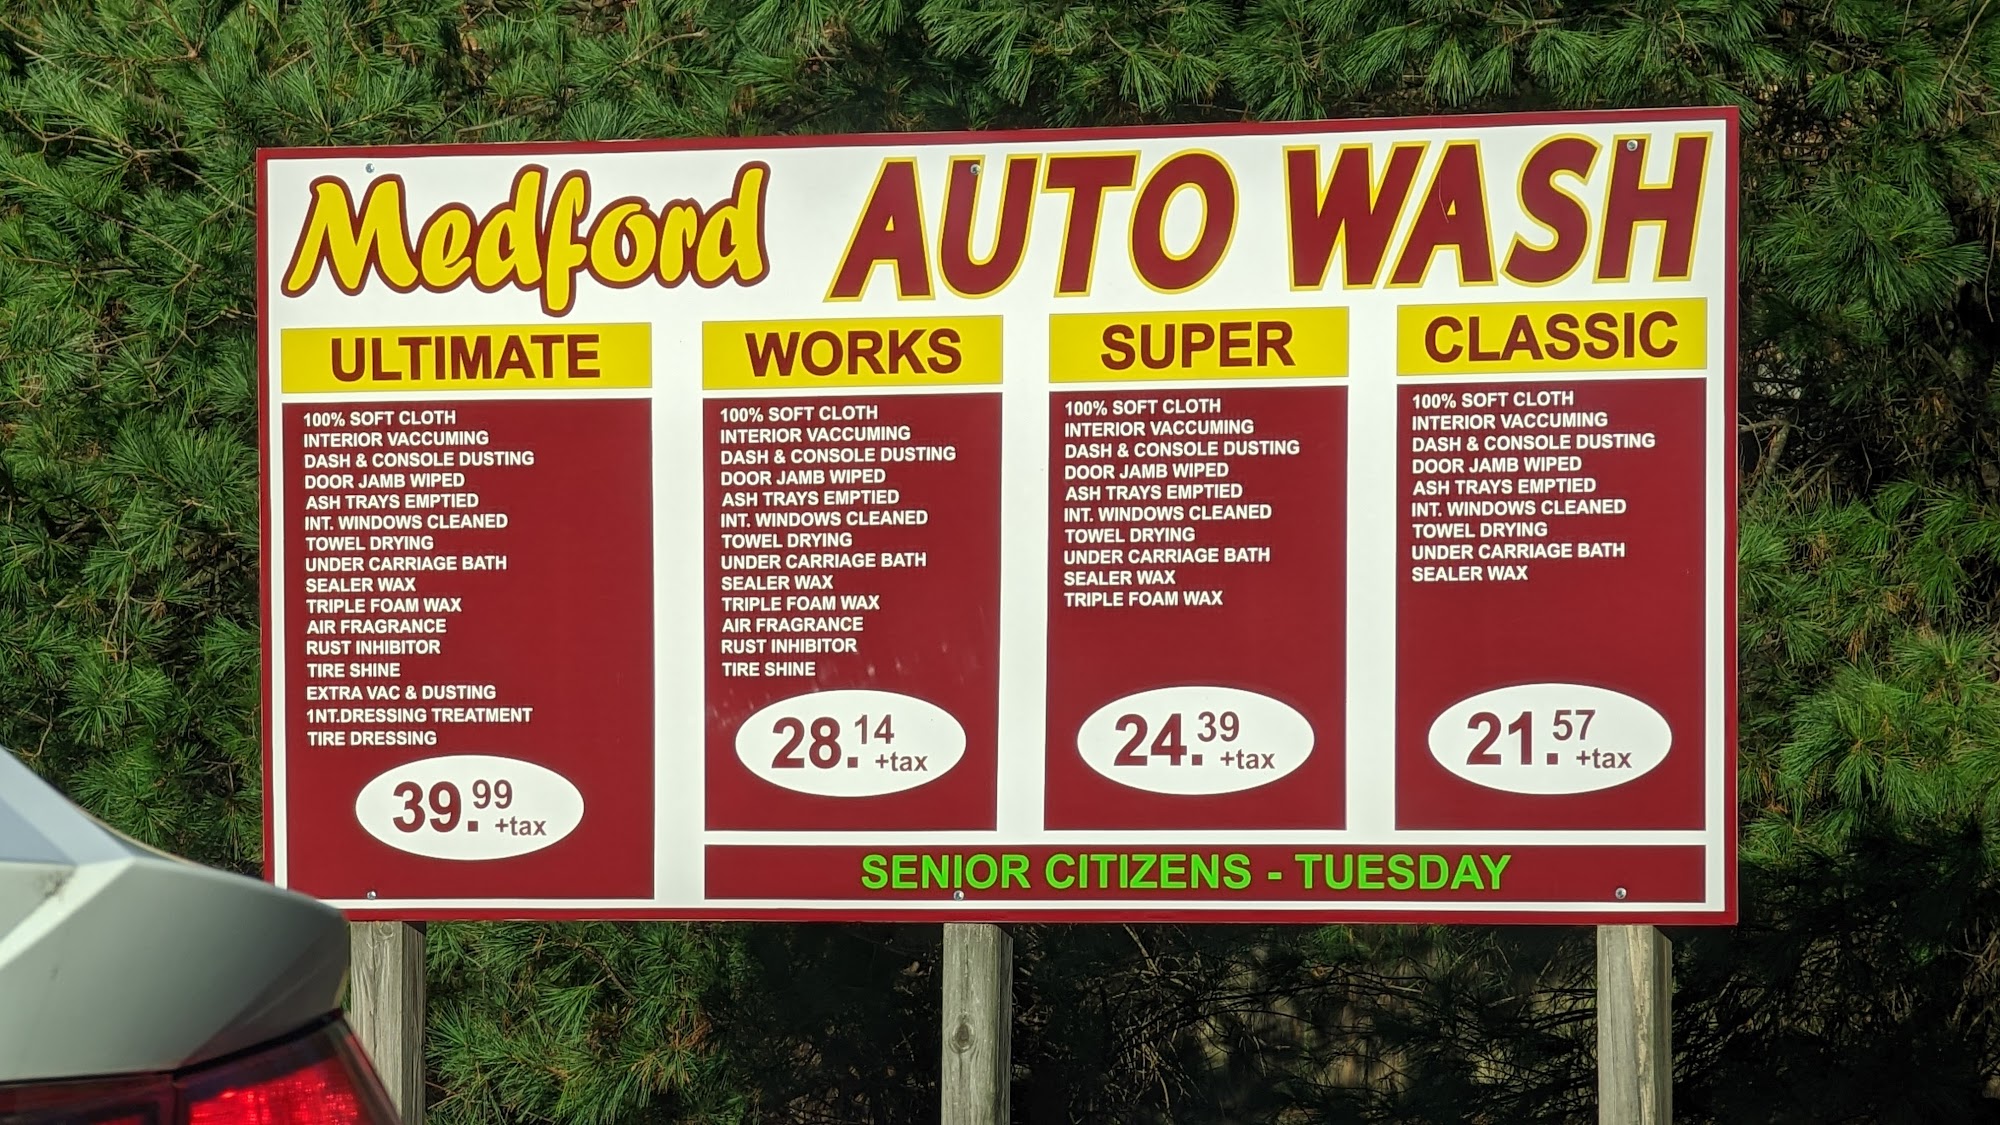 Medford AUTO WASH
ULTIMATE
100% SOFT CLOTH
INTERIOR VACCUMING
DASH & CONSOLE DUSTING
DOOR JAMB WIPED
ASH TRAYS EMPTIED
INT. WINDOWS CLEANED
TOWEL DRYING
UNDER CARRIAGE BATH
SEALER WAX
TRIPLE FOAM WAX
AIR FRAGRANCE
RUST INHIBITOR
TIRE SHINE
EXTRA VAC & DUSTING
1NT.DRESSING TREATMENT
TIRE DRESSING
39.99 +tax
WORKS
100% SOFT CLOTH
INTERIOR VACCUMING
DASH & CONSOLE DUSTING
DOOR JAMB WIPED
ASH TRAYS EMPTIED
INT. WINDOWS CLEANED
TOWEL DRYING
UNDER CARRIAGE BATH
SEALER WAX
TRIPLE FOAM WAX
AIR FRAGRANCE
RUST INHIBITOR
TIRE SHINE
28.14 +tax
SUPER
100% SOFT CLOTH
INTERIOR VACCUMING
DASH & CONSOLE DUSTING
DOOR JAMB WIPED
ASH TRAYS EMPTIED
INT. WINDOWS CLEANED
TOWEL DRYING
UNDER CARRIAGE BATH
SEALER WAX
TRIPLE FOAM WAX
24.39 +tax
CLASSIC
100% SOFT CLOTH
INTERIOR VACCUMING
DASH & CONSOLE DUSTING
DOOR JAMB WIPED
ASH TRAYS EMPTIED
INT. WINDOWS CLEANED
TOWEL DRYING
UNDER CARRIAGE BATH
SEALER WAX
21.57 +tax
SENIOR CITIZENS - TUESDAY